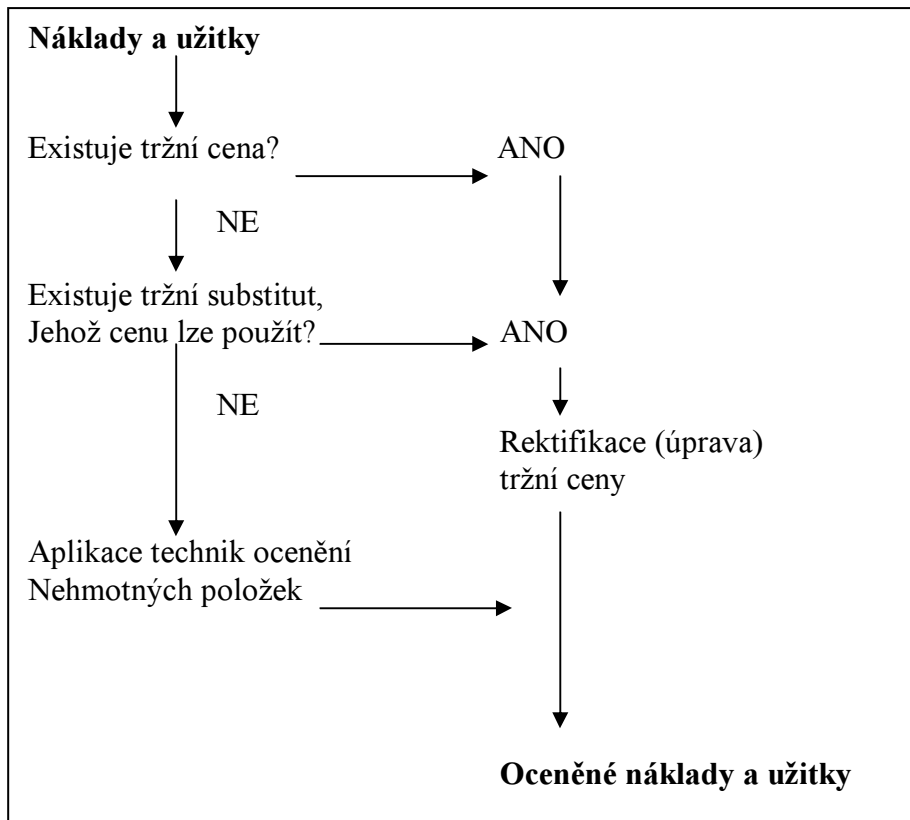 Náklady a užitky
Existuje tržní cena?
ANO
NE
Existuje tržní substitut,
Jehož cenu lze použít?
ANO
NE
Rektifikace (úprava)
tržní ceny
Aplikace technik ocenění
Nehmotných položek
Oceněné náklady a užitky